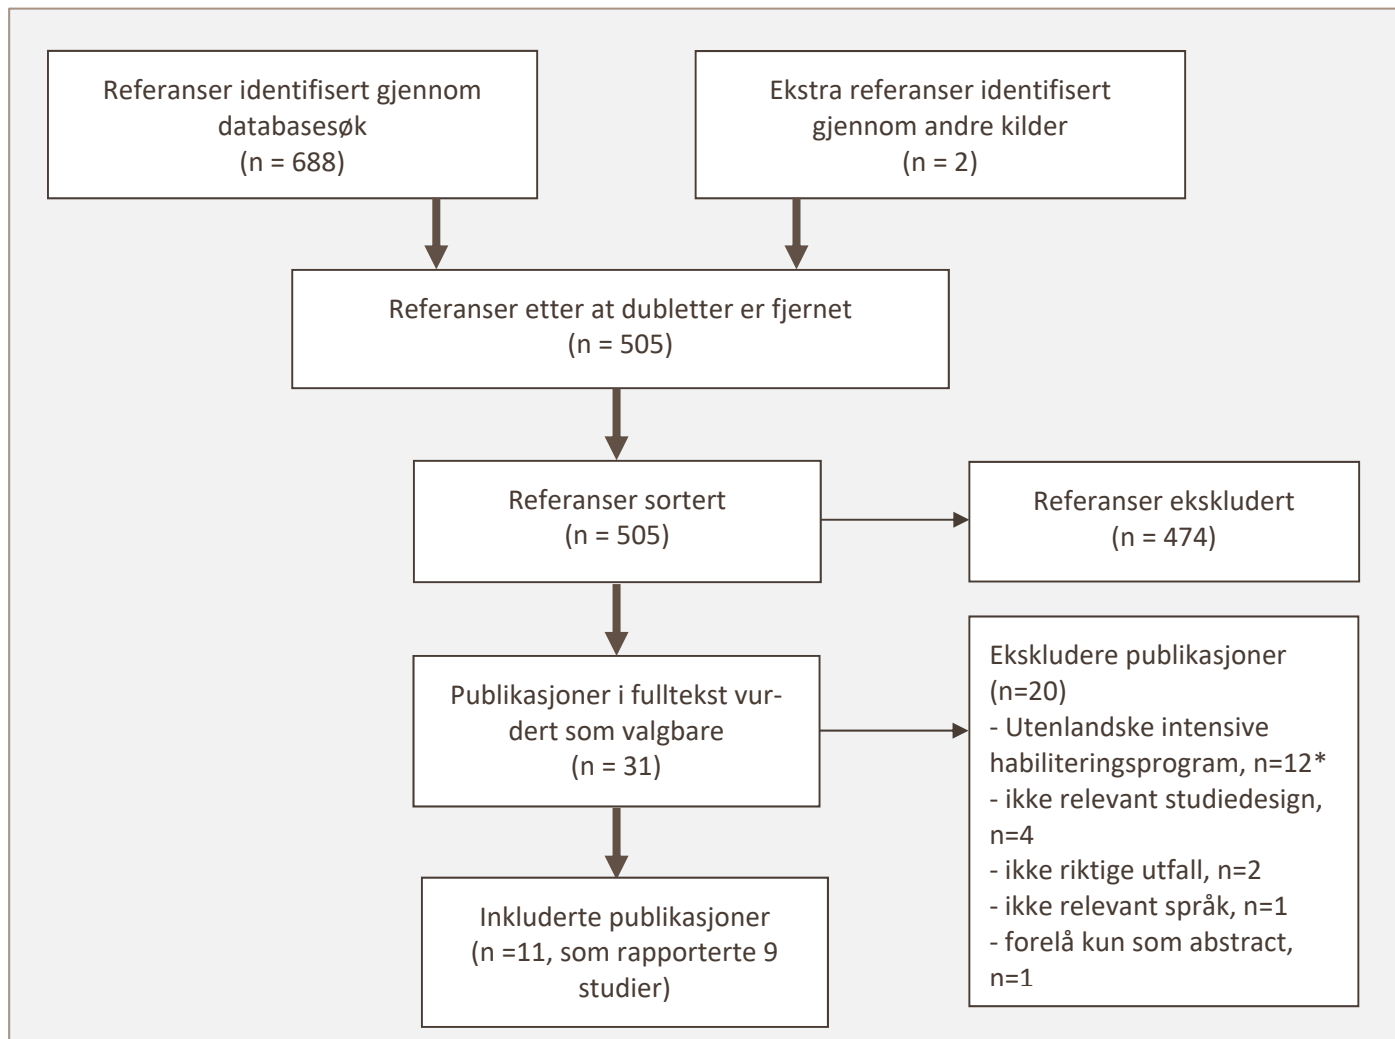 Referanser identifisert gjennom
databasesøk
(n = 688)
Ekstra referanser identifisert
gjennom andre kilder
(n = 2)
Referanser etter at dubletter er fjernet
(n = 505)
Referanser sortert
(n = 505)
Referanser ekskludert
(n = 474)
Publikasjoner i fulltekst vur-
dert som valgbare
(n = 31)
Ekskludere publikasjoner
(n=20)
- Utenlandske intensive
habiliteringsprogram, n=12*
- ikke relevant studiedesign,
n=4
- ikke riktige utfall, n=2
- ikke relevant språk, n=1
- forelå kun som abstract,
n=1
Inkluderte publikasjoner
(n =11, som rapporterte 9
studier)